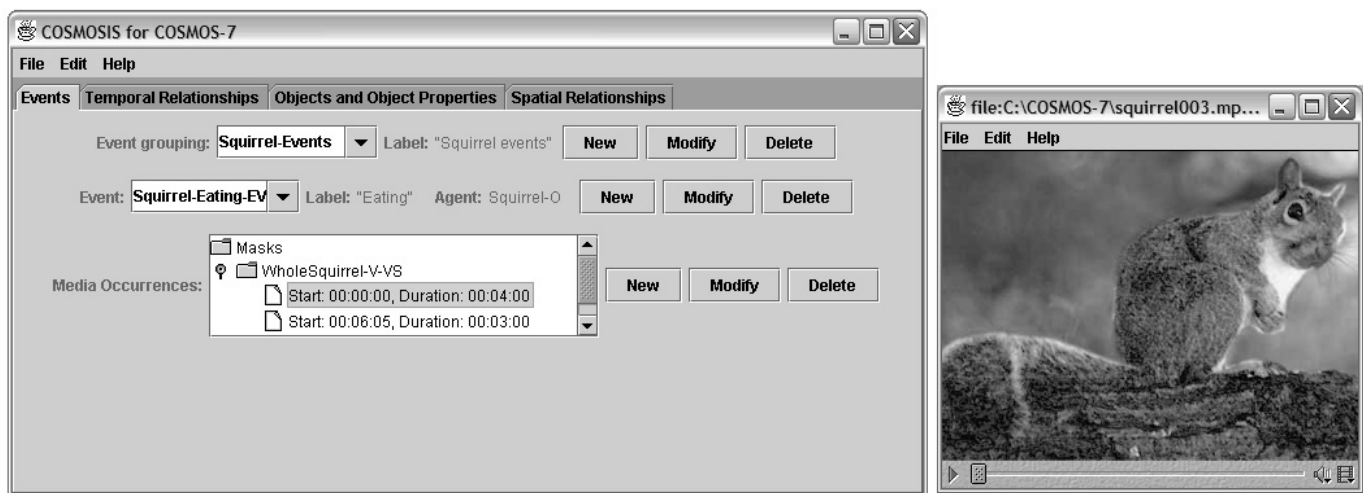 COSMOSIS for COSMOS-7
File Edit Help
Events Temporal Relationships Objects and Object Properties Spatial Relationships
Event grouping: Squirrel-Events Label: "Squirrel events" New Modify Delete
Event: Squirrel-Eating-EV Label: "Eating" Agent: Squirrel-O New Modify Delete
Media Occurrences:
Masks
WholeSquirrel-V-VS
Start: 00:00:00, Duration: 00:04:00
Start: 00:06:05, Duration: 00:03:00
New Modify Delete
file:C:\COSMOS-7\squirrel003.mp...
File Edit Help